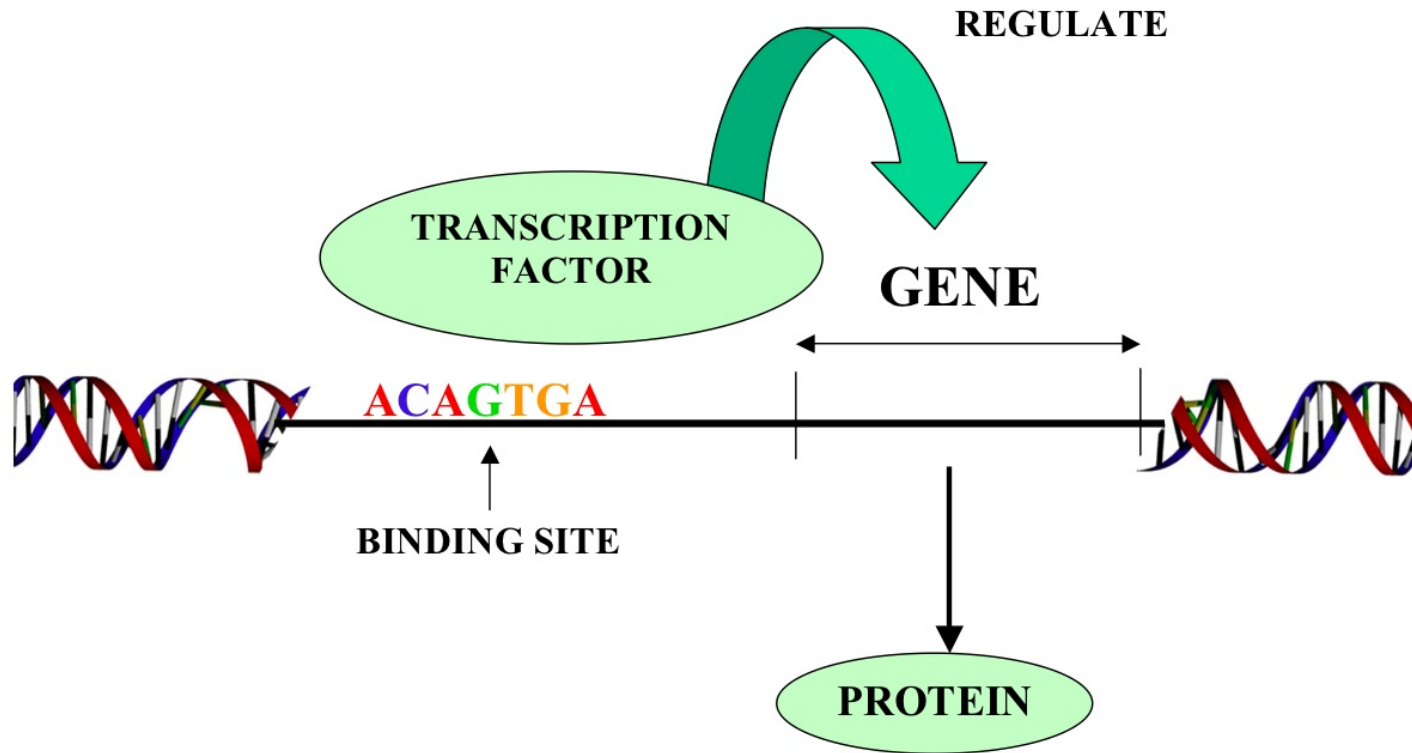 REGULATE
TRANSCRIPTION
FACTOR
GENE
ACAGTGA
BINDING SITE
PROTEIN